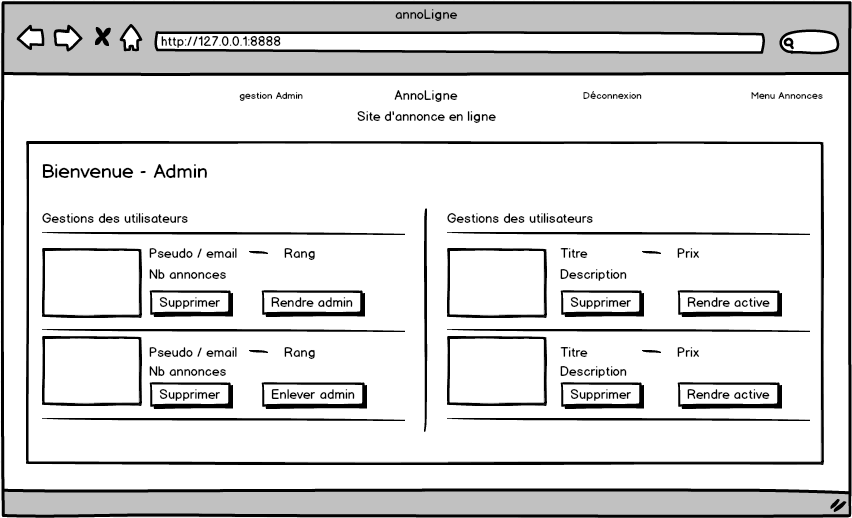 annoLigne
http://127.0.0.1:8888
gestion Admin AnnoLigne Déconnexion Menu Annonces
Site d'annonce en ligne
Bienvenue - Admin
Gestions des utilisateurs
Pseudo / email — Rang
Nb annonces
Supprimer Rendre admin
Pseudo / email — Rang
Nb annonces
Supprimer Enlever admin
Gestions des utilisateurs
Titre — Prix
Description
Supprimer Rendre active
Titre — Prix
Description
Supprimer Rendre active